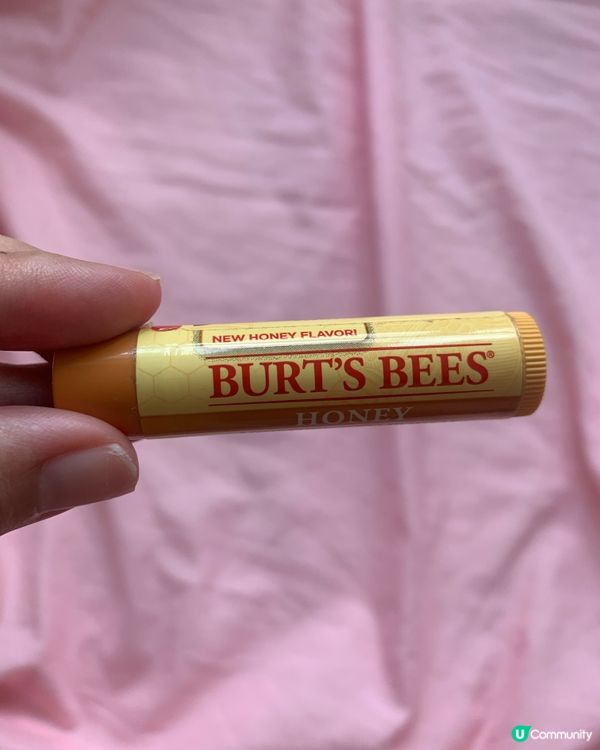 NEW HONEY FLAVOR!
BURT'S BEES®
HONEY
U Community